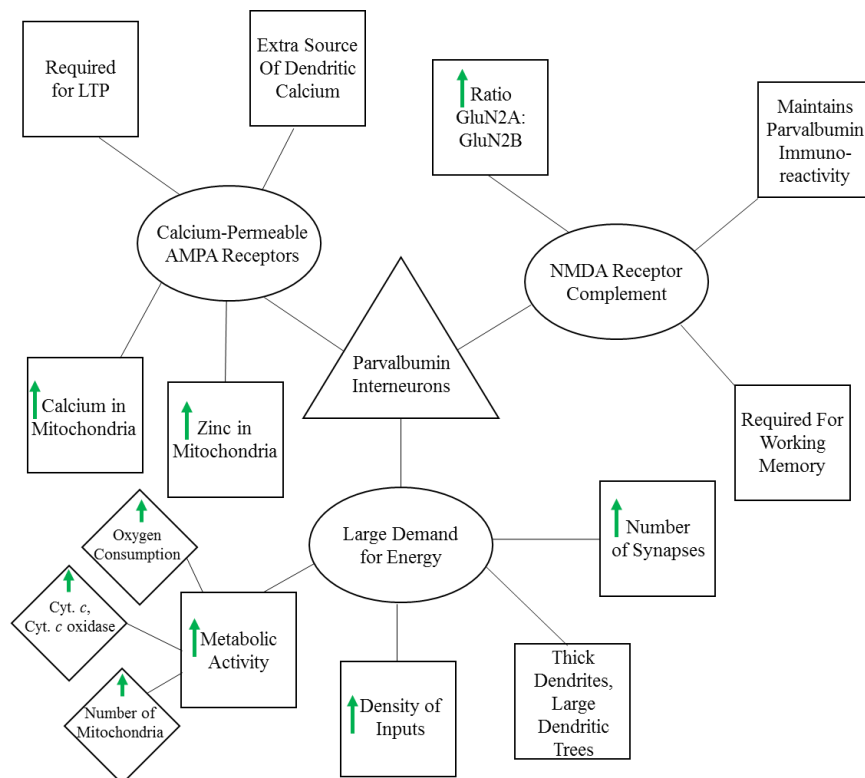 Required
for LTP
Extra Source
Of Dendritic
Calcium
Ratio
GluN2A:
GluN2B
Maintains
Parvalbumin
Immuno-
reactivity
Calcium-Permeable
AMPA Receptors
NMDA Receptor
Complement
Parvalbumin
Interneurons
Calcium in
Mitochondria
Zinc in
Mitochondria
Required For
Working
Memory
Oxygen
Consumption
Large Demand
for Energy
Number
of Synapses
Cyt. c,
Cyt. c oxidase
Metabolic
Activity
Number of
Mitochondria
Density of
Inputs
Thick
Dendrites,
Large
Dendritic
Trees